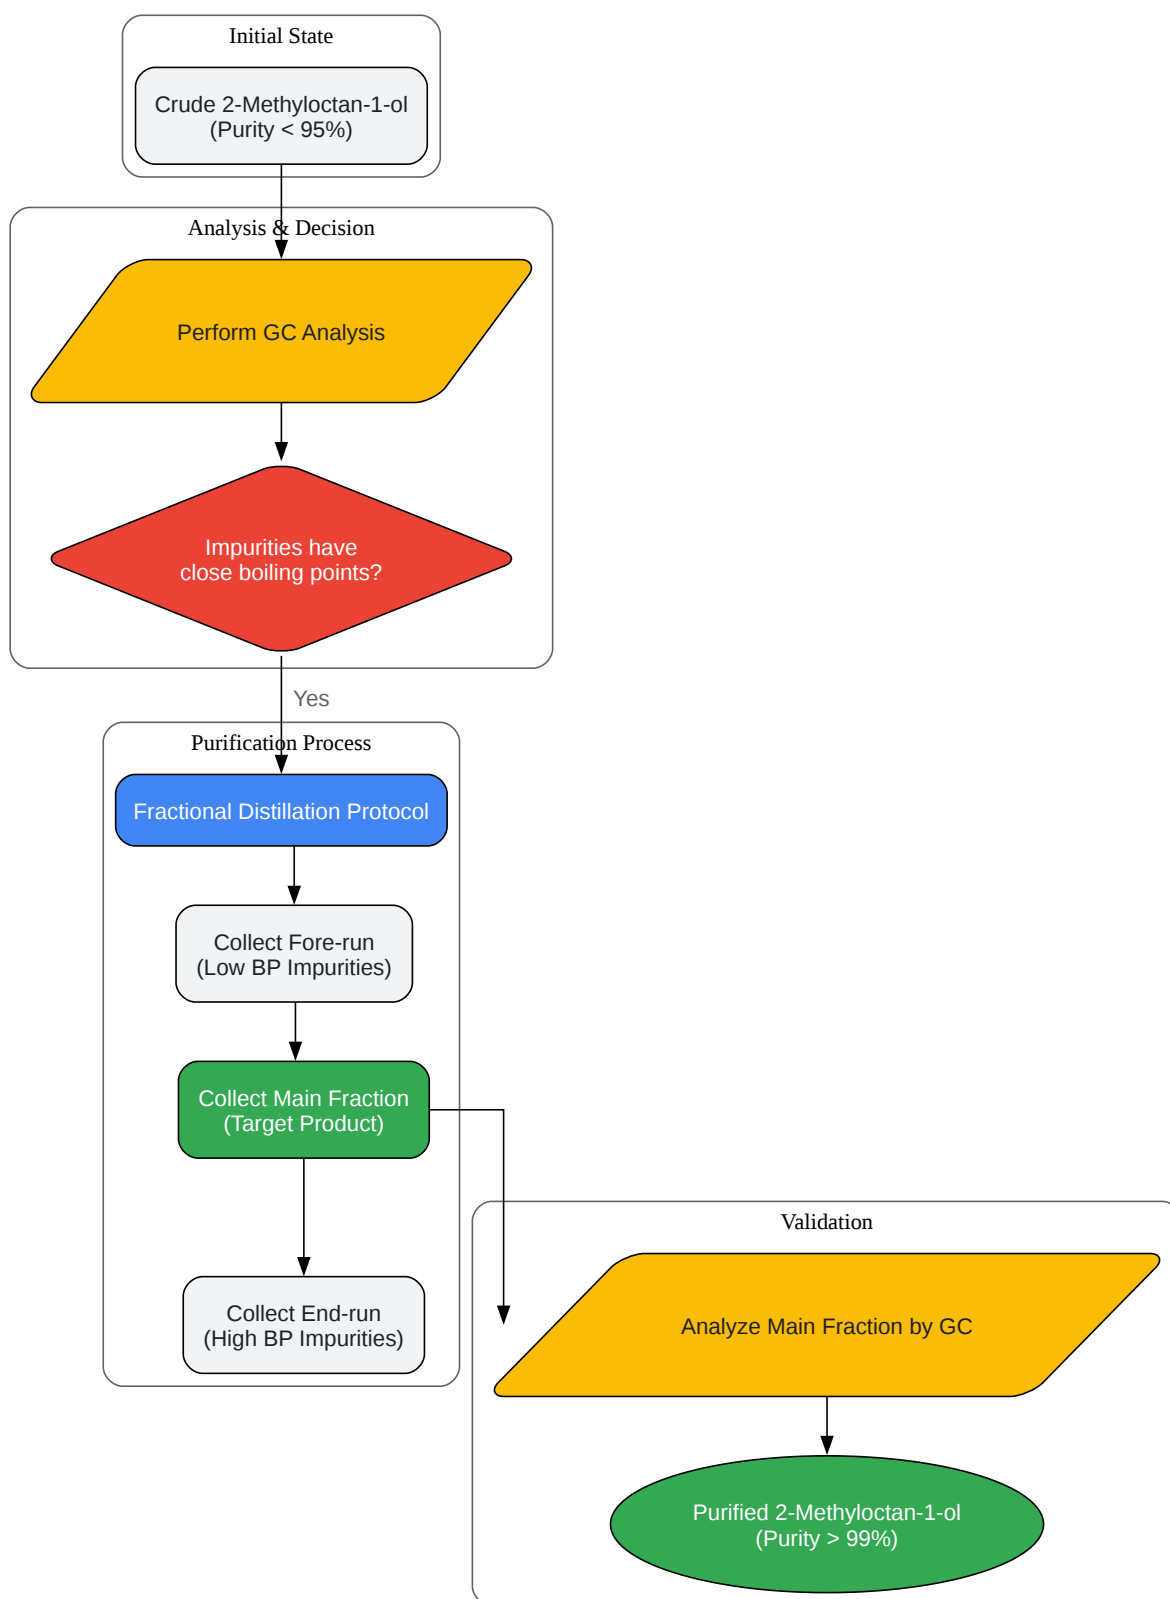 Initial State
Crude 2-Methyloctan-1-ol
(Purity < 95%)
Analysis & Decision
Perform GC Analysis
Impurities have
close boiling points?
Yes
Purification Process
Fractional Distillation Protocol
Collect Fore-run
(Low BP Impurities)
Collect Main Fraction
(Target Product)
Collect End-run
(High BP Impurities)
Validation
Analyze Main Fraction by GC
Purified 2-Methyloctan-1-ol
(Purity > 99%)